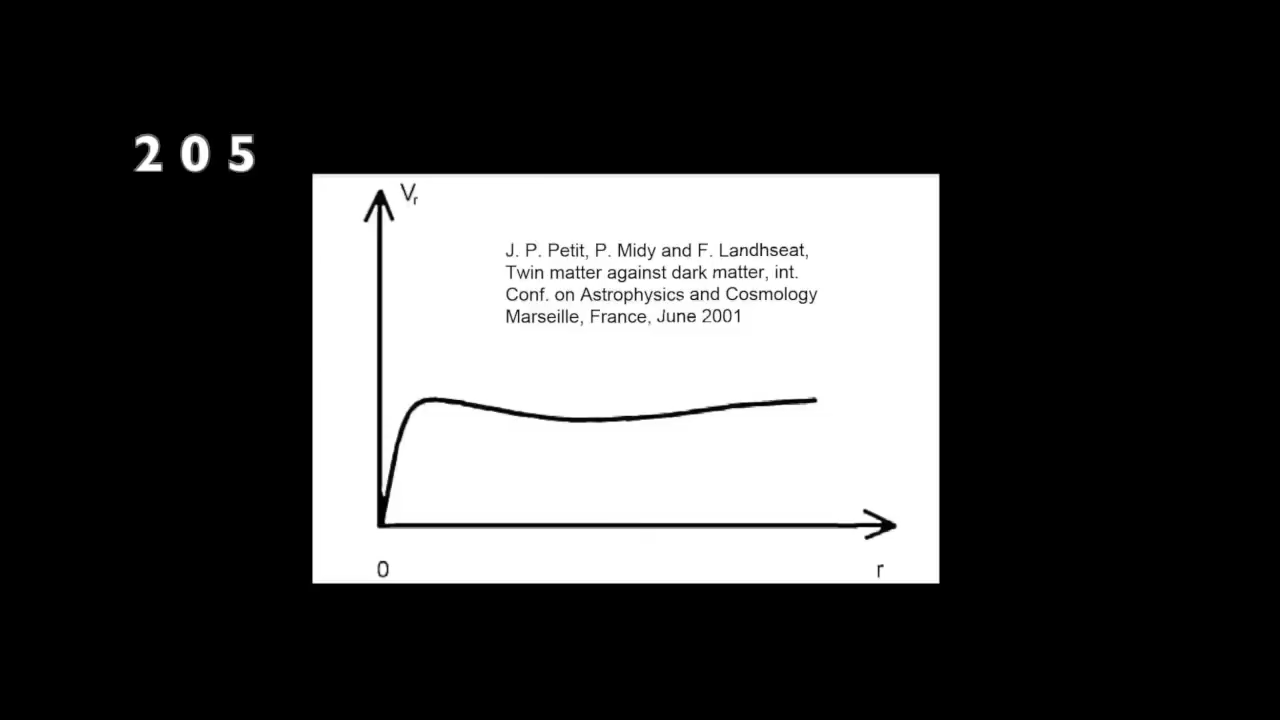 2 0 5
Vr
J. P. Petit, P. Midy and F. Landhseat,
Twin matter against dark matter, int.
Conf. on Astrophysics and Cosmology
Marseille, France, June 2001
0
r